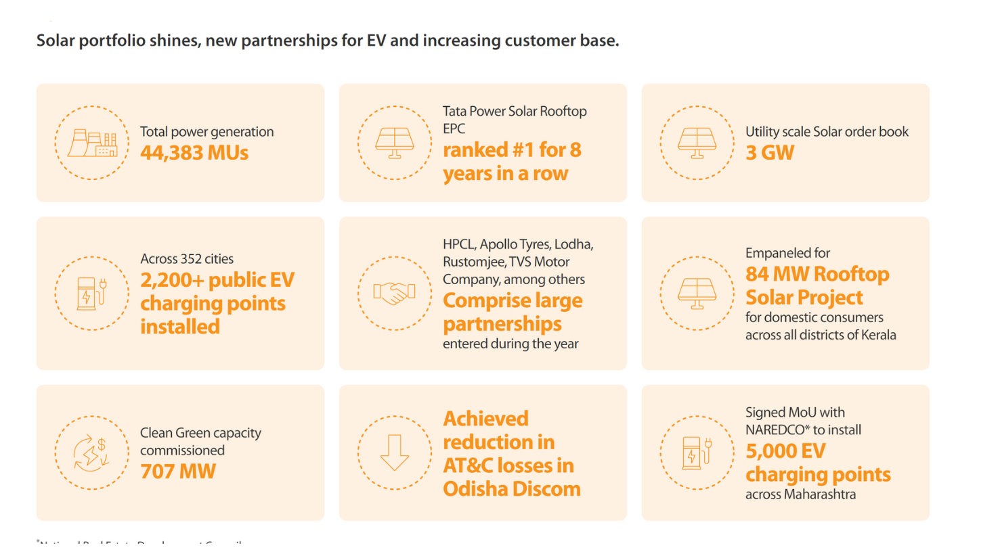 Solar portfolio shines, new partnerships for EV and increasing customer base.
Total power generation
44,383 MUs
Tata Power Solar Rooftop
EPC
ranked #1 for 8
years in a row
Utility scale Solar order book
3 GW
Across 352 cities
2,200+ public EV
charging points
installed
HPCL, Apollo Tyres, Lodha,
Rustomjee, TVS Motor
Company, among others
Comprise large
partnerships
entered during the year
Empaneled for
84 MW Rooftop
Solar Project
for domestic consumers
across all districts of Kerala
Clean Green capacity
commissioned
707 MW
$
Achieved
reduction in
AT&C losses in
Odisha Discom
Signed MoU with
NAREDCO* to install
5,000 EV
charging points
across Maharashtra
*National Real Estate Development Council